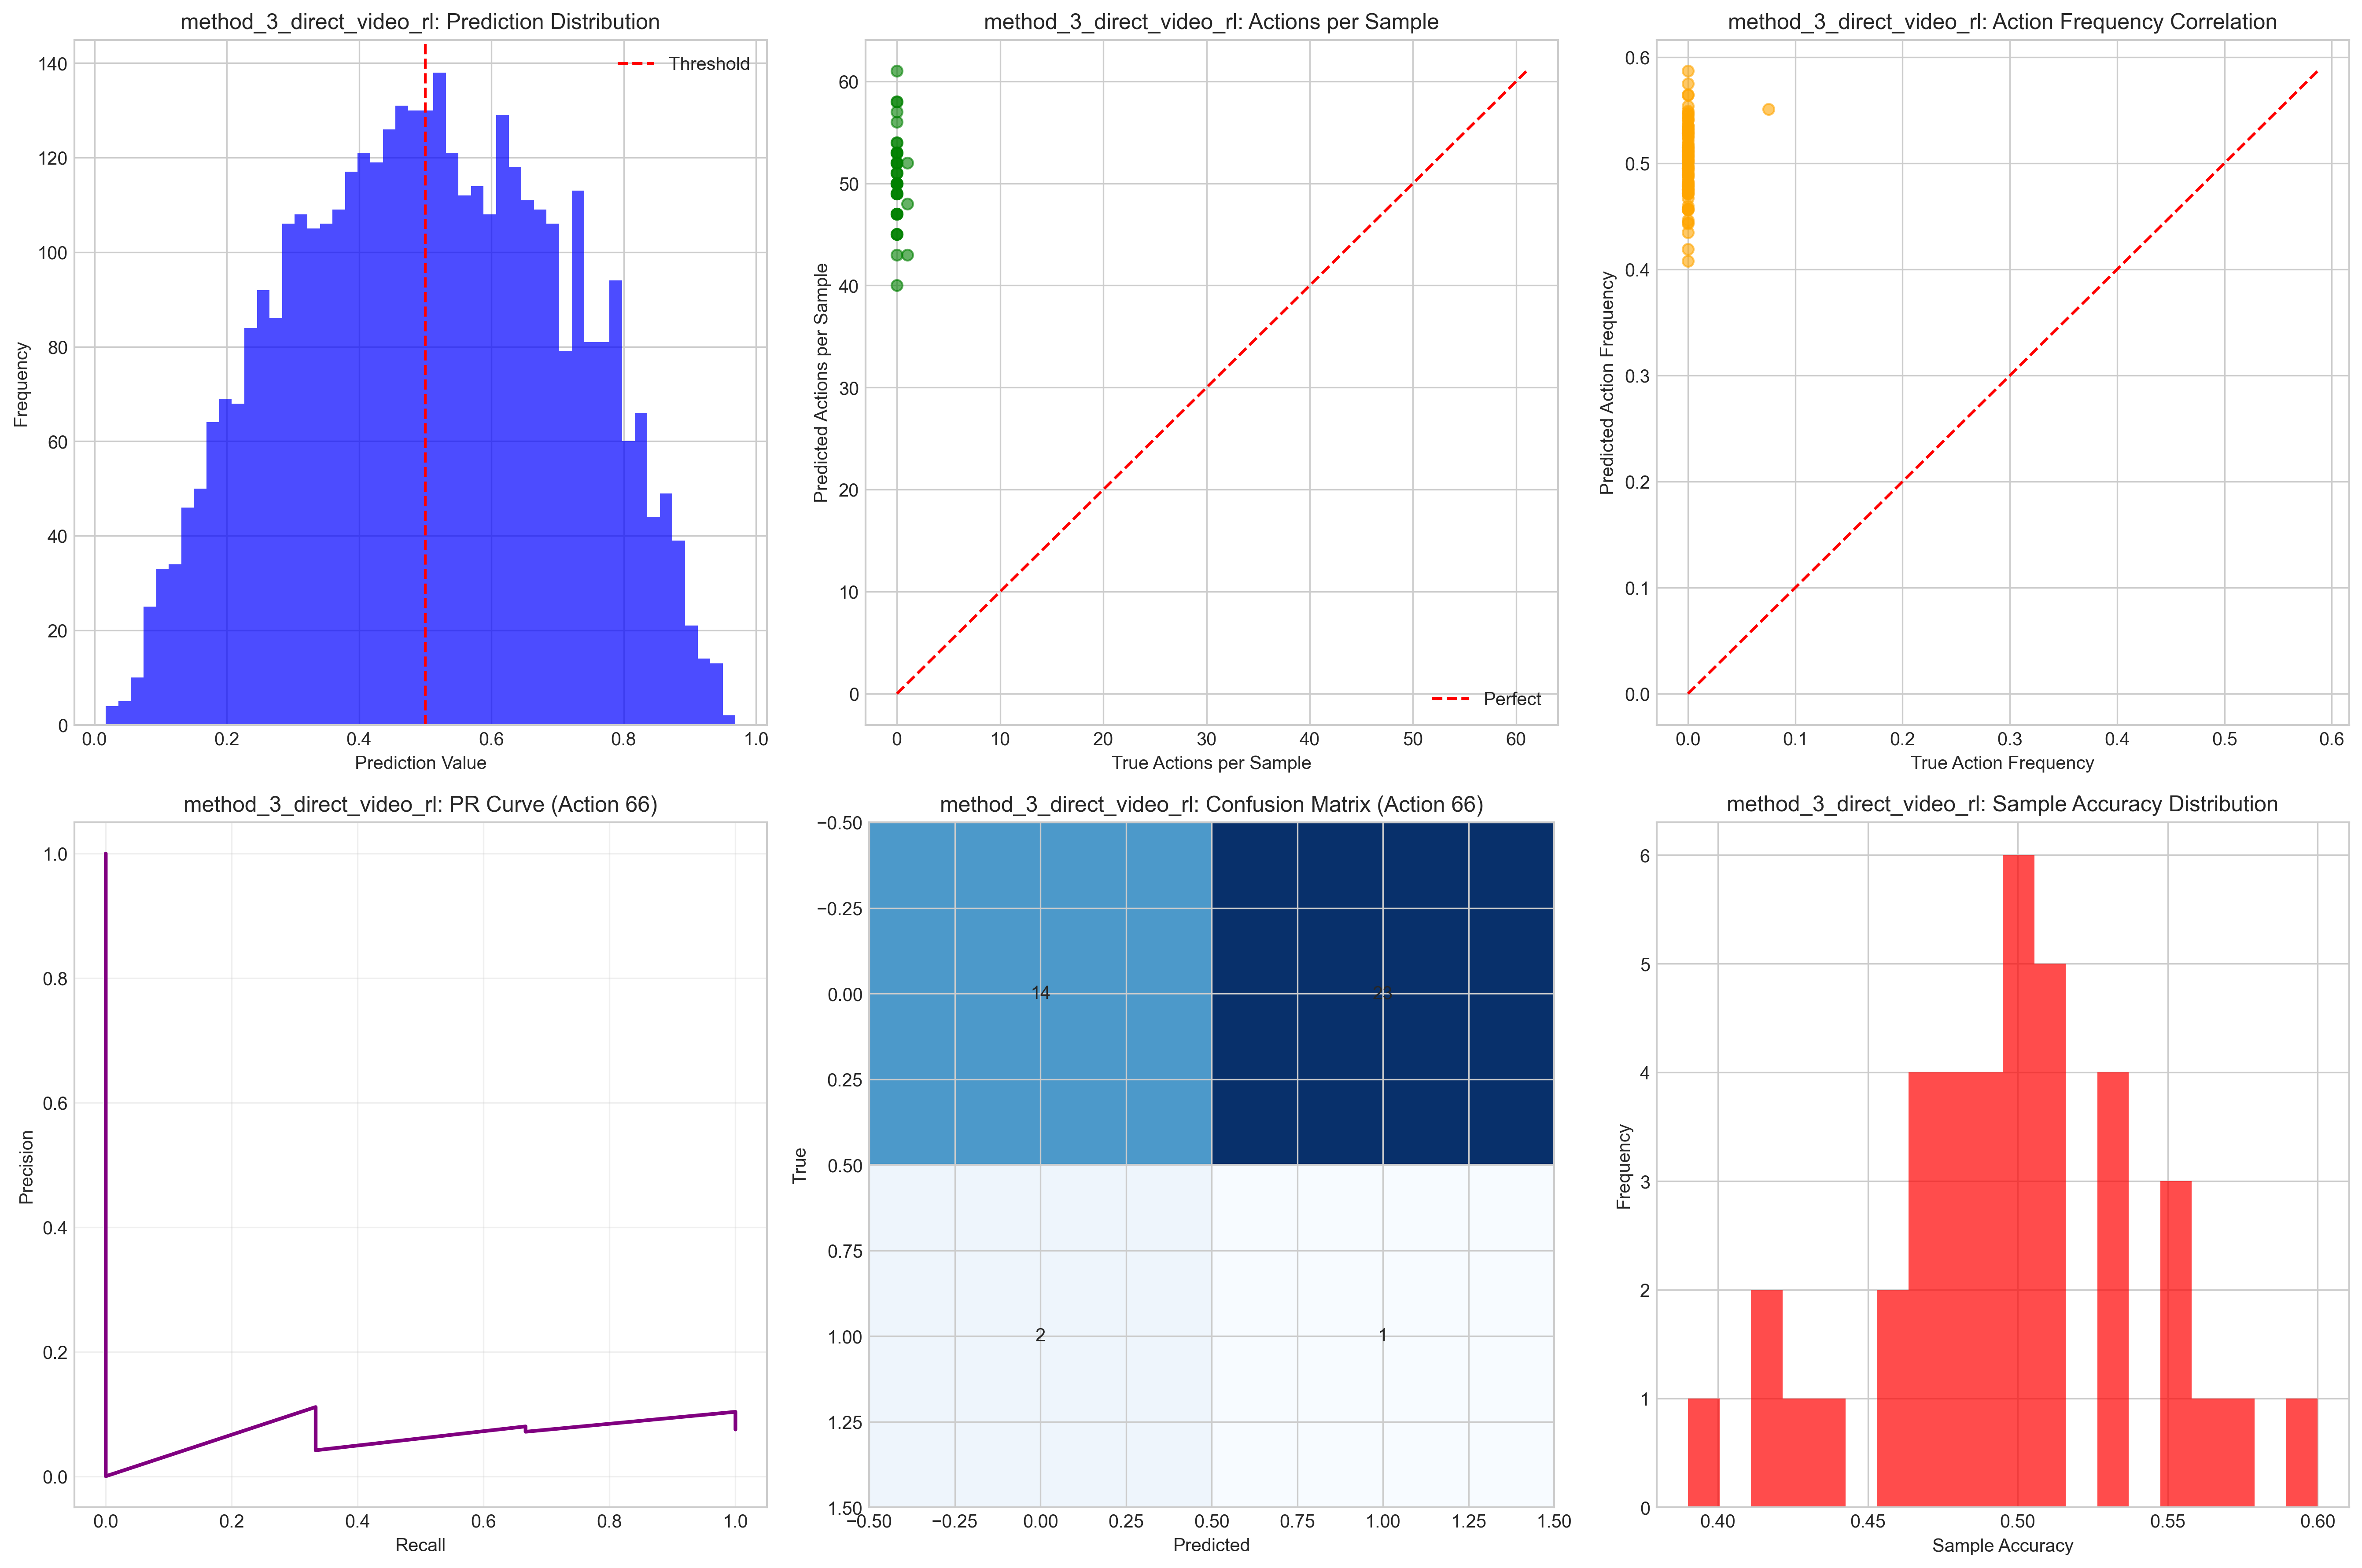 method_3_direct_video_rl: Prediction Distribution
140
120
100
80
60
40
20
0
0.0 0.2 0.4 0.6 0.8 1.0
Frequency
Prediction Value
Threshold
method_3_direct_video_rl: Actions per Sample
60
50
40
30
20
10
0
0 10 20 30 40 50 60
Predicted Actions per Sample
True Actions per Sample
Perfect
method_3_direct_video_rl: Action Frequency Correlation
0.6
0.5
0.4
0.3
0.2
0.1
0.0
0.0 0.1 0.2 0.3 0.4 0.5 0.6
Predicted Action Frequency
True Action Frequency
method_3_direct_video_rl: PR Curve (Action 66)
1.0
0.8
0.6
0.4
0.2
0.0
0.0 0.2 0.4 0.6 0.8 1.0
Precision
Recall
method_3_direct_video_rl: Confusion Matrix (Action 66)
−0.50
−0.25
0.00
0.25
0.50
0.75
1.00
1.25
1.50
−0.50 −0.25 0.00 0.25 0.50 0.75 1.00 1.25 1.50
True
Predicted
14 23
2 1
method_3_direct_video_rl: Sample Accuracy Distribution
6
5
4
3
2
1
0
0.40 0.45 0.50 0.55 0.60
Frequency
Sample Accuracy